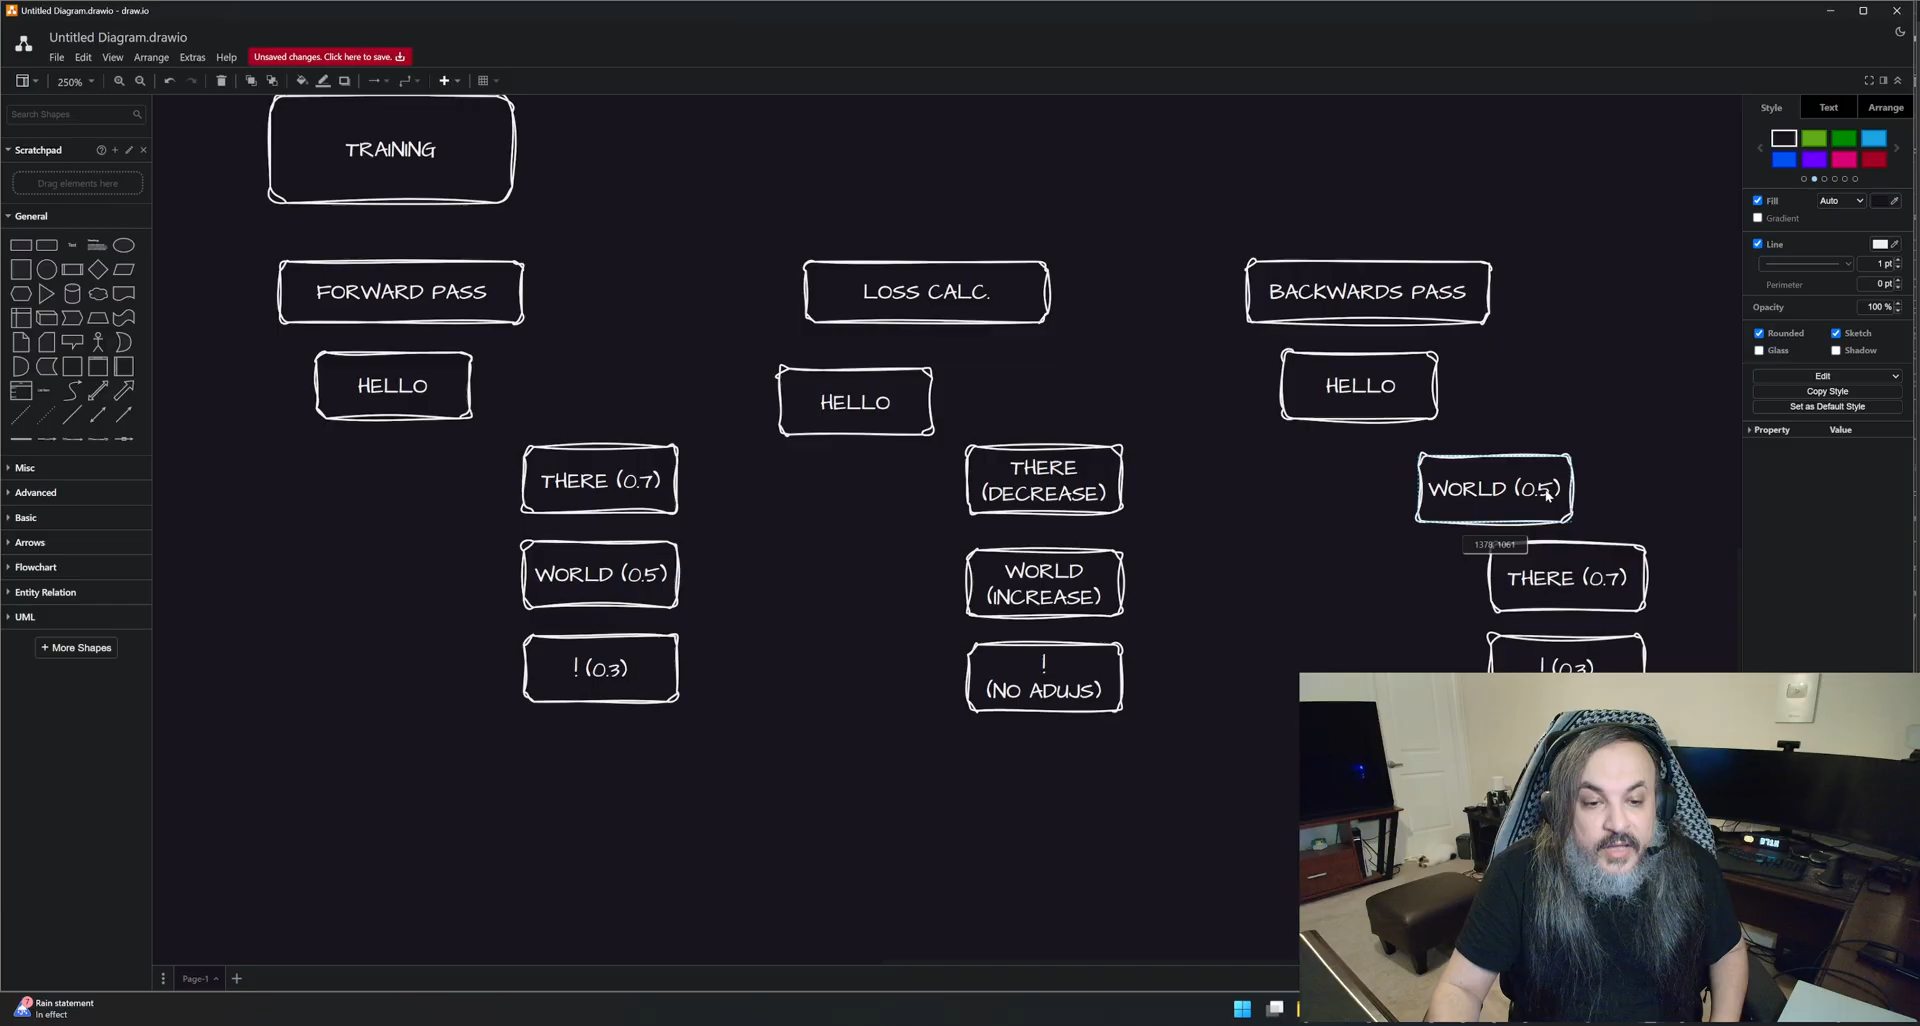 Untitled Diagram.drawio - draw.io
Untitled Diagram.drawio
File Edit View Arrange Extras Help Unsaved changes. Click here to save.
250%
Search Shapes
Scratchpad
Drag elements here
General
Text
Misc
Advanced
Basic
Arrows
Flowchart
Entity Relation
UML
+ More Shapes
TRAINING
FORWARD PASS
HELLO
THERE (0.7)
WORLD (0.5)
! (0.3)
LOSS CALC.
HELLO
THERE
(DECREASE)
WORLD
(INCREASE)
!
(NO ADUJS)
BACKWARDS PASS
HELLO
WORLD (0.5)
1378, 1061
THERE (0.7)
! (0.3)
Style Text Arrange
Fill Auto
Gradient
Line
1 pt
Perimeter 0 pt
Opacity 100 %
Rounded Sketch
Glass Shadow
Edit
Copy Style
Set as Default Style
Property Value
Page-1
Rain statement
In effect